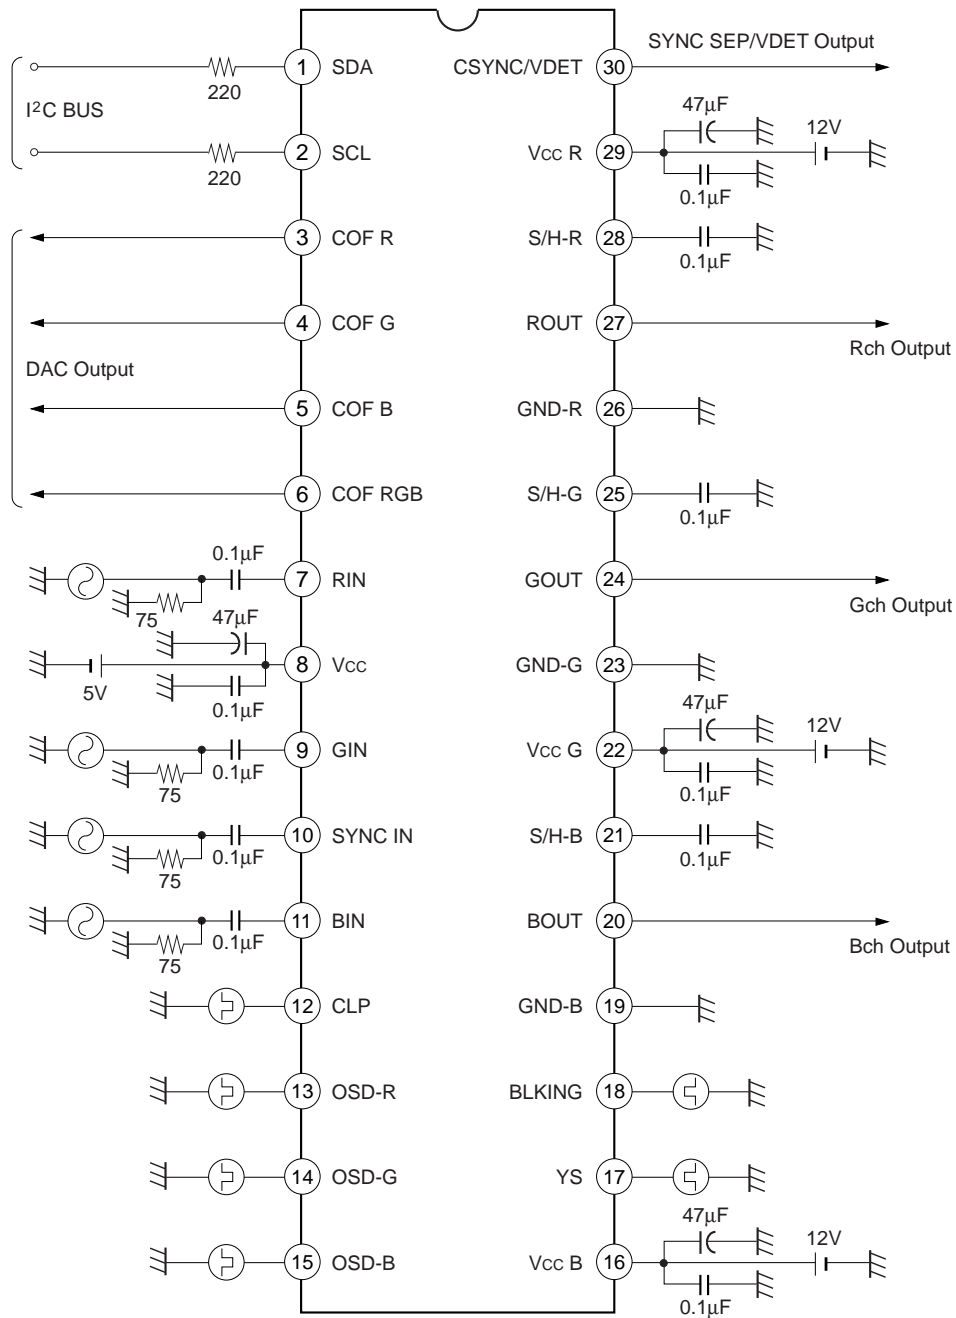 SYNC SEP/VDET Output
1 SDA
CSYNC/VDET 30
220
I²C BUS
47µF
12V
2 SCL
VCC R 29
220
0.1µF
3 COF R
S/H-R 28
0.1µF
4 COF G
ROUT 27
Rch Output
DAC Output
5 COF B
GND-R 26
6 COF RGB
S/H-G 25
0.1µF
0.1µF
7 RIN
GOUT 24
75
Gch Output
47µF
8 VCC
GND-G 23
5V
0.1µF
47µF
12V
9 GIN
VCC G 22
0.1µF
75
0.1µF
10 SYNC IN
S/H-B 21
0.1µF
75
0.1µF
11 BIN
BOUT 20
0.1µF
75
Bch Output
12 CLP
GND-B 19
13 OSD-R
BLKING 18
14 OSD-G
YS 17
47µF
12V
15 OSD-B
VCC B 16
0.1µF